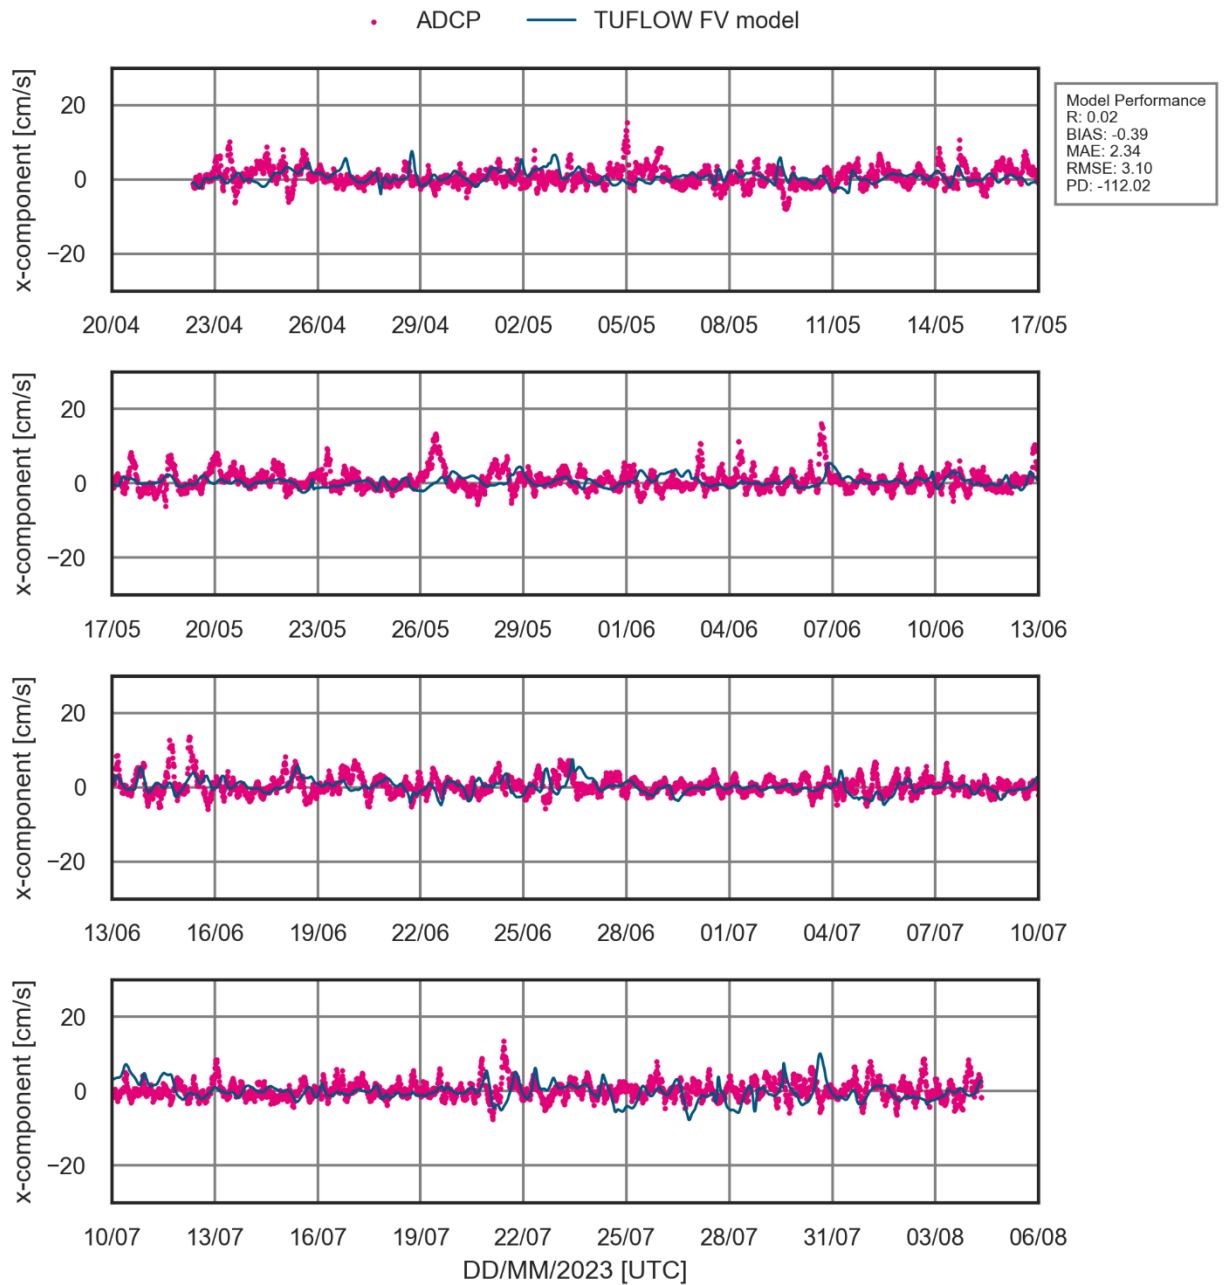 ADCP TUFLOW FV model
x-component [cm/s]
20
0
−20
20/04 23/04 26/04 29/04 02/05 05/05 08/05 11/05 14/05 17/05
Model Performance
R: 0.02
BIAS: -0.39
MAE: 2.34
RMSE: 3.10
PD: -112.02
x-component [cm/s]
20
0
−20
17/05 20/05 23/05 26/05 29/05 01/06 04/06 07/06 10/06 13/06
x-component [cm/s]
20
0
−20
13/06 16/06 19/06 22/06 25/06 28/06 01/07 04/07 07/07 10/07
x-component [cm/s]
20
0
−20
10/07 13/07 16/07 19/07 22/07 25/07 28/07 31/07 03/08 06/08
DD/MM/2023 [UTC]